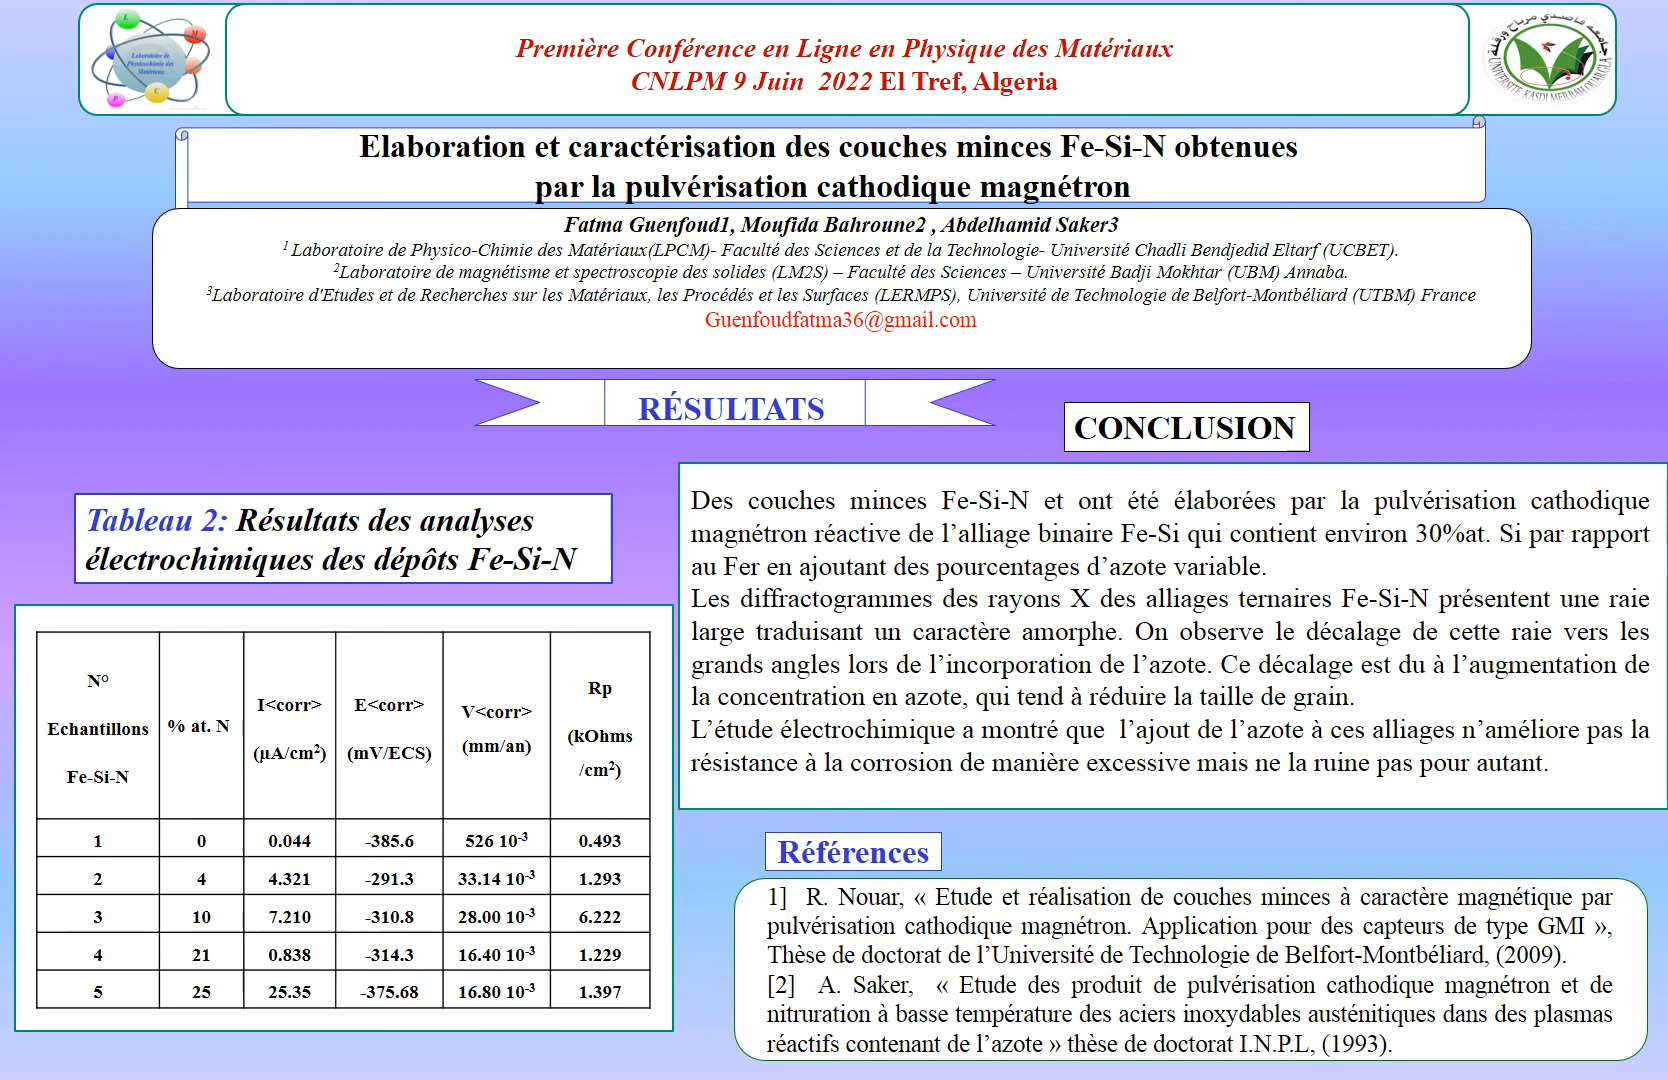 Laboratoire de
Physicochimie des
Matériaux
L
M
P
C
Première Conférence en Ligne en Physique des Matériaux
CNLPM 9 Juin 2022 El Tref, Algeria
جامعة قاصدي مرباح ورقلة
UNIVERSITE KASDI MERBAH OUARGLA
Elaboration et caractérisation des couches minces Fe-Si-N obtenues
par la pulvérisation cathodique magnétron
Fatma Guenfoud1, Moufida Bahroune2 , Abdelhamid Saker3
1 Laboratoire de Physico-Chimie des Matériaux(LPCM)- Faculté des Sciences et de la Technologie- Université Chadli Bendjedid Eltarf (UCBET).
2Laboratoire de magnétisme et spectroscopie des solides (LM2S) – Faculté des Sciences – Université Badji Mokhtar (UBM) Annaba.
3Laboratoire d'Etudes et de Recherches sur les Matériaux, les Procédés et les Surfaces (LERMPS), Université de Technologie de Belfort-Montbéliard (UTBM) France
Guenfoudfatma36@gmail.com
RÉSULTATS
Tableau 2: Résultats des analyses
électrochimiques des dépôts Fe-Si-N
N° Echantillons Fe-Si-N % at. N I<corr> (µA/cm2) E<corr> (mV/ECS) V<corr> (mm/an) Rp (kOhms /cm2)
1 0 0.044 -385.6 526 10-3 0.493
2 4 4.321 -291.3 33.14 10-3 1.293
3 10 7.210 -310.8 28.00 10-3 6.222
4 21 0.838 -314.3 16.40 10-3 1.229
5 25 25.35 -375.68 16.80 10-3 1.397
CONCLUSION
Des couches minces Fe-Si-N et ont été élaborées par la pulvérisation cathodique
magnétron réactive de l’alliage binaire Fe-Si qui contient environ 30%at. Si par rapport
au Fer en ajoutant des pourcentages d’azote variable.
Les diffractogrammes des rayons X des alliages ternaires Fe-Si-N présentent une raie
large traduisant un caractère amorphe. On observe le décalage de cette raie vers les
grands angles lors de l’incorporation de l’azote. Ce décalage est du à l’augmentation de
la concentration en azote, qui tend à réduire la taille de grain.
L’étude électrochimique a montré que l’ajout de l’azote à ces alliages n’améliore pas la
résistance à la corrosion de manière excessive mais ne la ruine pas pour autant.
Références
1] R. Nouar, « Etude et réalisation de couches minces à caractère magnétique par
pulvérisation cathodique magnétron. Application pour des capteurs de type GMI »,
Thèse de doctorat de l’Université de Technologie de Belfort-Montbéliard, (2009).
[2] A. Saker, « Etude des produit de pulvérisation cathodique magnétron et de
nitruration à basse température des aciers inoxydables austénitiques dans des plasmas
réactifs contenant de l’azote » thèse de doctorat I.N.P.L, (1993).